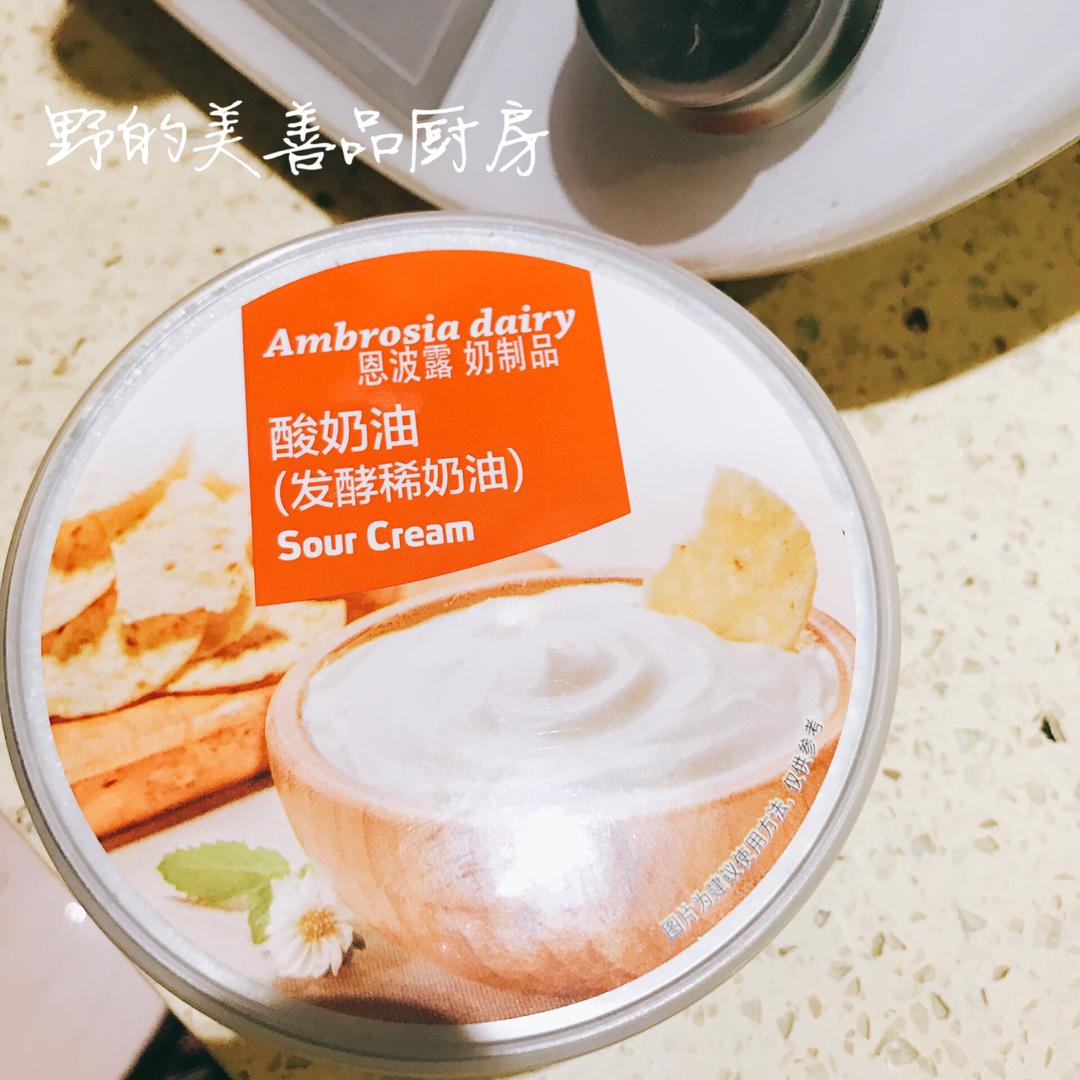 野的美善品厨房
Ambrosia dairy
恩波露 奶制品
酸奶油
(发酵稀奶油)
Sour Cream
图片为建议使用方法，仅供参考